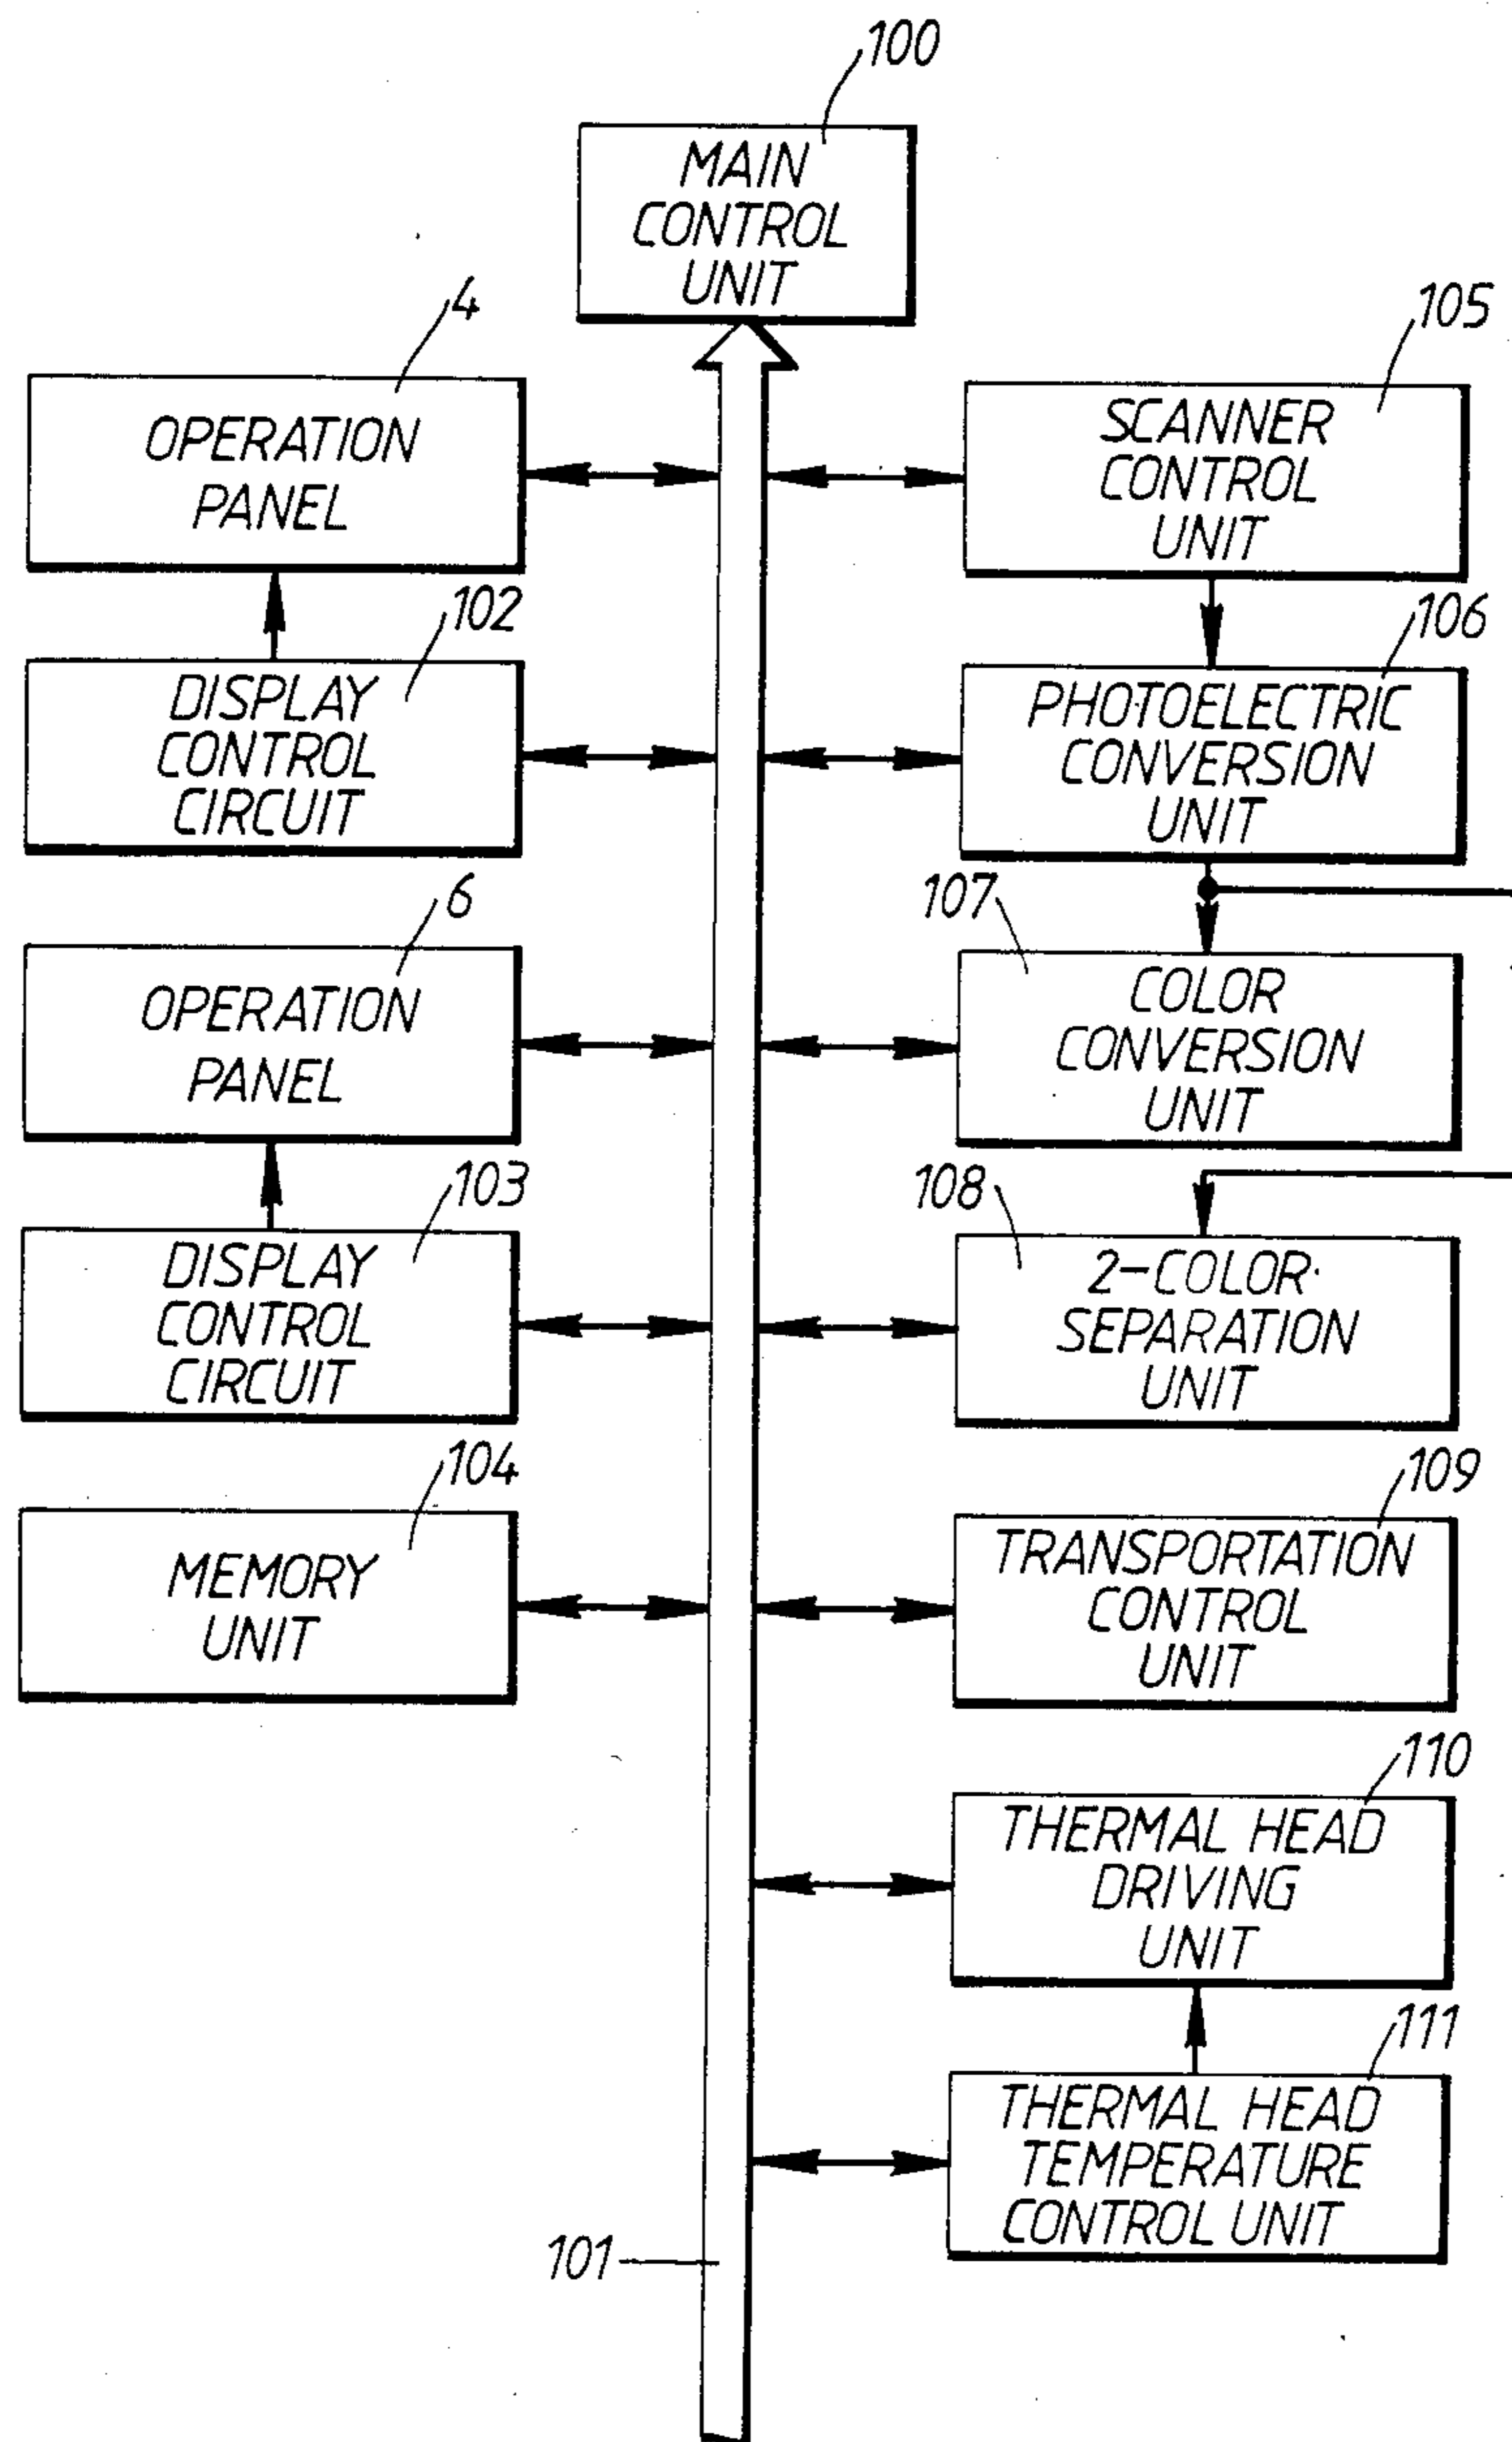 100
MAIN
CONTROL
UNIT
4
OPERATION
PANEL
102
DISPLAY
CONTROL
CIRCUIT
6
OPERATION
PANEL
103
DISPLAY
CONTROL
CIRCUIT
104
MEMORY
UNIT
105
SCANNER
CONTROL
UNIT
106
PHOTOELECTRIC
CONVERSION
UNIT
107
COLOR
CONVERSION
UNIT
108
2-COLOR
SEPARATION
UNIT
109
TRANSPORTATION
CONTROL
UNIT
110
THERMAL HEAD
DRIVING
UNIT
111
THERMAL HEAD
TEMPERATURE
CONTROL UNIT
101